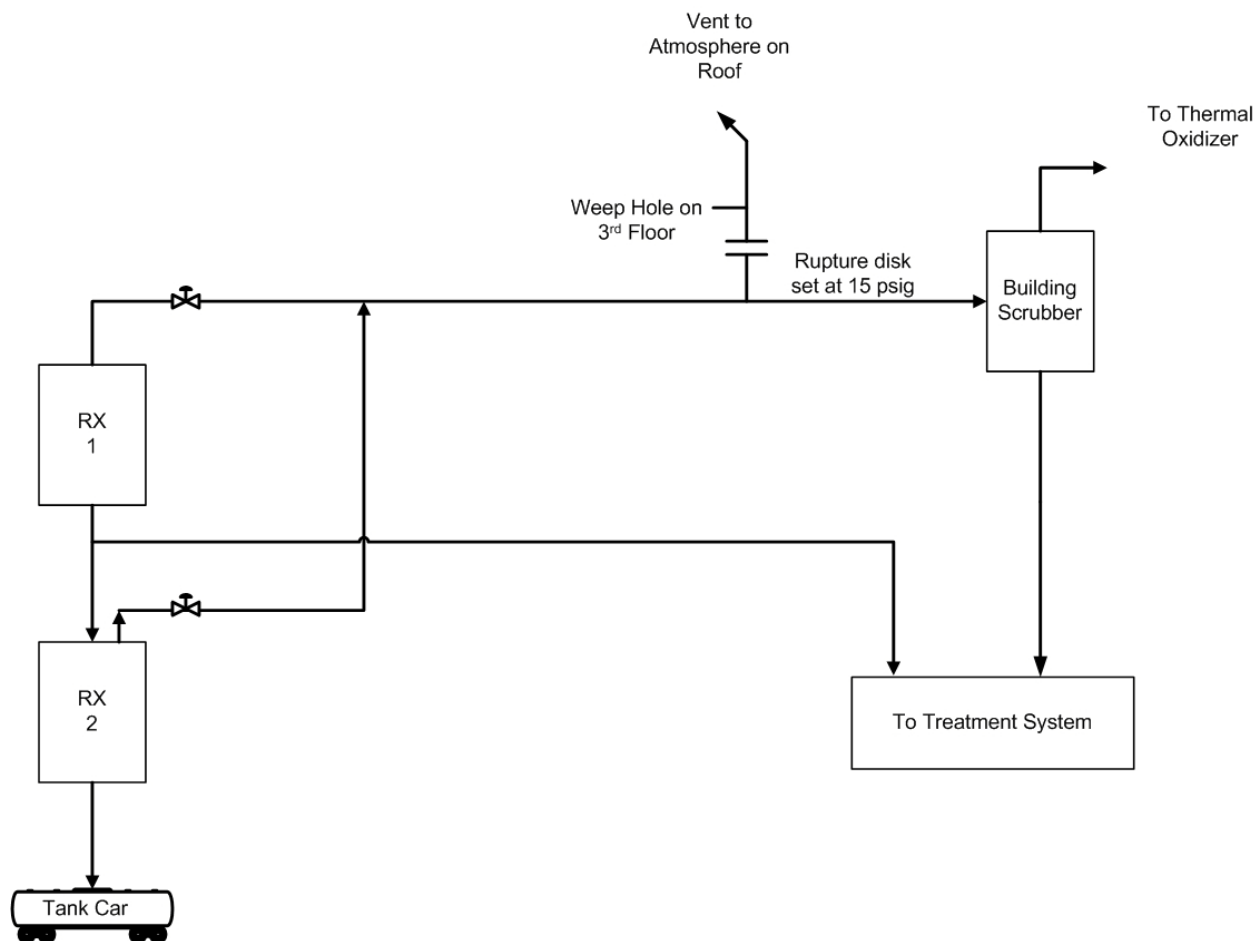 Vent to
Atmosphere on
Roof
To Thermal
Oxidizer
Weep Hole on
3rd Floor
Rupture disk
set at 15 psig
Building
Scrubber
RX
1
RX
2
To Treatment System
Tank Car